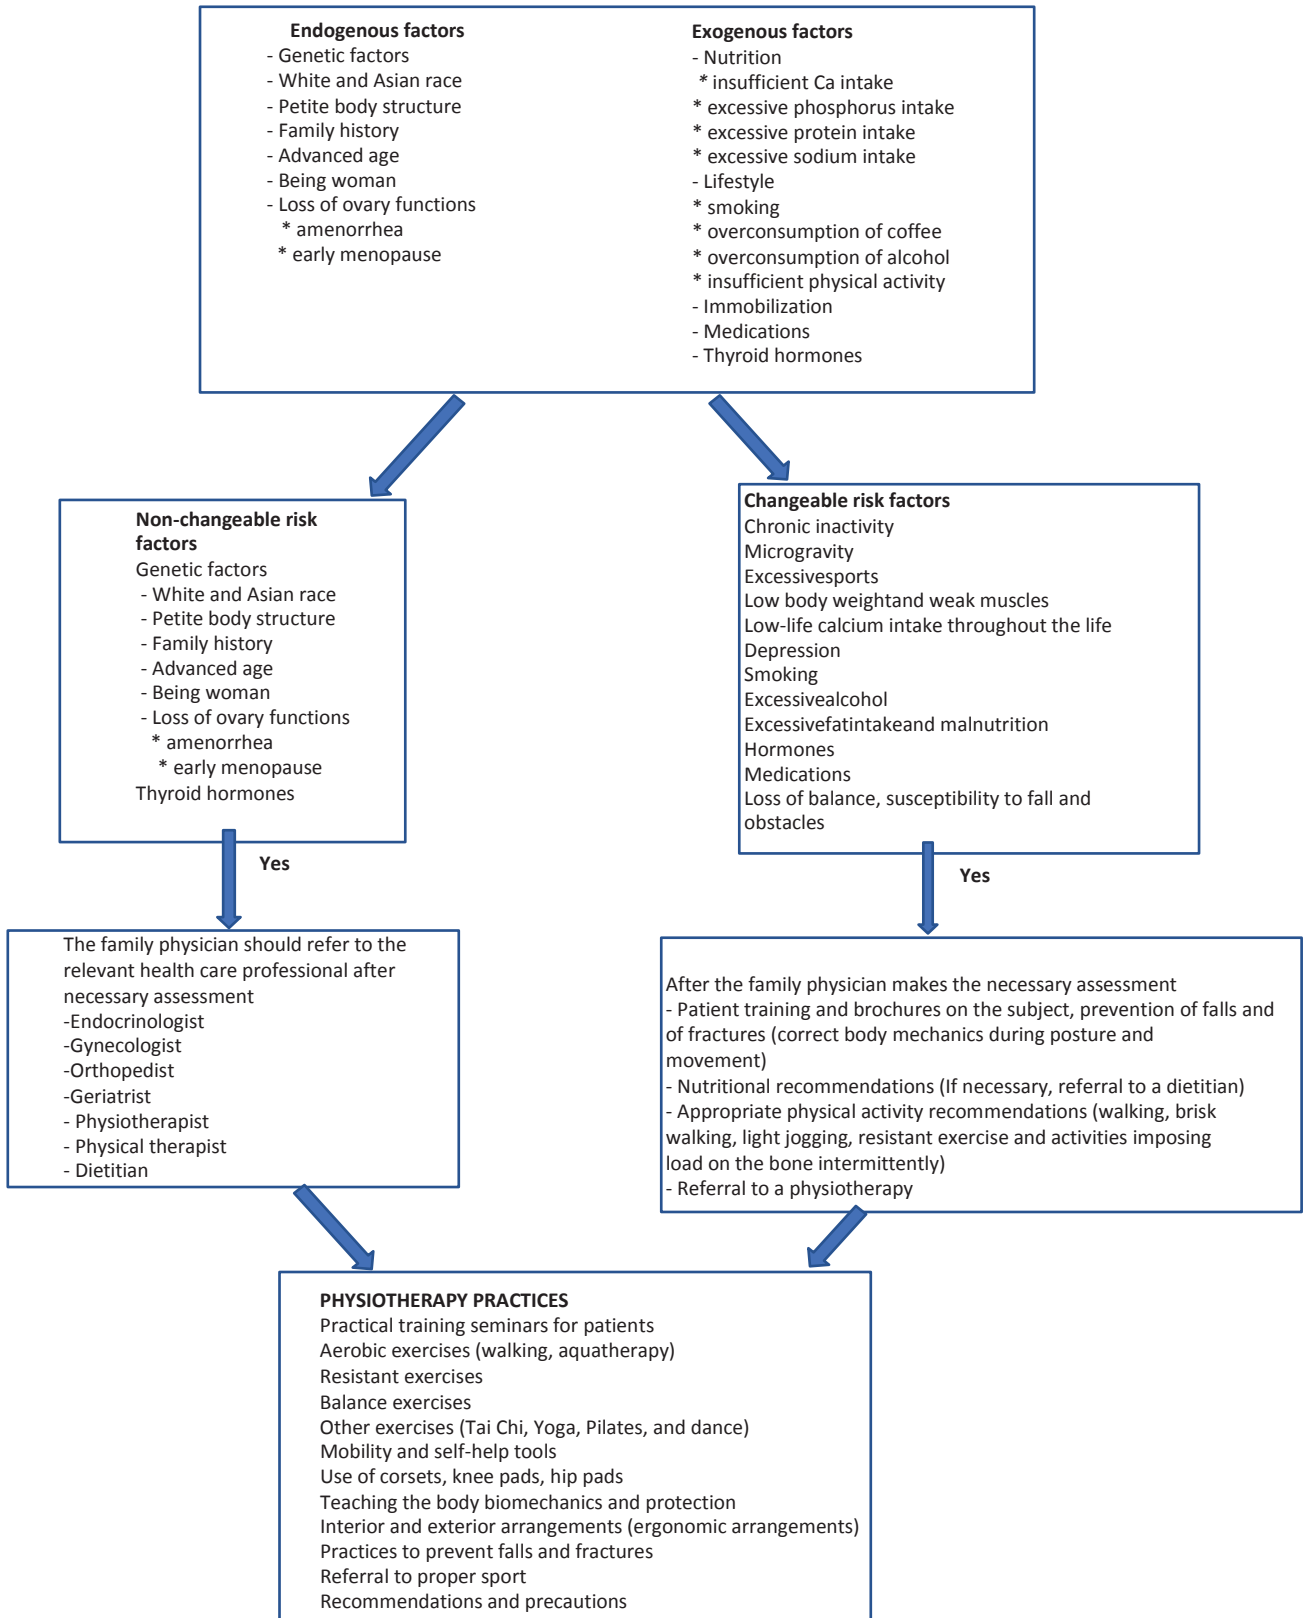 Endogenous factors
- Genetic factors
- White and Asian race
- Petite body structure
- Family history
- Advanced age
- Being woman
- Loss of ovary functions
* amenorrhea
* early menopause
Exogenous factors
- Nutrition
* insufficient Ca intake
* excessive phosphorus intake
* excessive protein intake
* excessive sodium intake
- Lifestyle
* smoking
* overconsumption of coffee
* overconsumption of alcohol
* insufficient physical activity
- Immobilization
- Medications
- Thyroid hormones
Non-changeable risk
factors
Genetic factors
- White and Asian race
- Petite body structure
- Family history
- Advanced age
- Being woman
- Loss of ovary functions
* amenorrhea
* early menopause
Thyroid hormones
Changeable risk factors
Chronic inactivity
Microgravity
Excessivesports
Low body weightand weak muscles
Low-life calcium intake throughout the life
Depression
Smoking
Excessivealcohol
Excessivefatintakeand malnutrition
Hormones
Medications
Loss of balance, susceptibility to fall and
obstacles
Yes
Yes
The family physician should refer to the
relevant health care professional after
necessary assessment
-Endocrinologist
-Gynecologist
-Orthopedist
-Geriatrist
- Physiotherapist
- Physical therapist
- Dietitian
After the family physician makes the necessary assessment
- Patient training and brochures on the subject, prevention of falls and
of fractures (correct body mechanics during posture and
movement)
- Nutritional recommendations (If necessary, referral to a dietitian)
- Appropriate physical activity recommendations (walking, brisk
walking, light jogging, resistant exercise and activities imposing
load on the bone intermittently)
- Referral to a physiotherapy
PHYSIOTHERAPY PRACTICES
Practical training seminars for patients
Aerobic exercises (walking, aquatherapy)
Resistant exercises
Balance exercises
Other exercises (Tai Chi, Yoga, Pilates, and dance)
Mobility and self-help tools
Use of corsets, knee pads, hip pads
Teaching the body biomechanics and protection
Interior and exterior arrangements (ergonomic arrangements)
Practices to prevent falls and fractures
Referral to proper sport
Recommendations and precautions